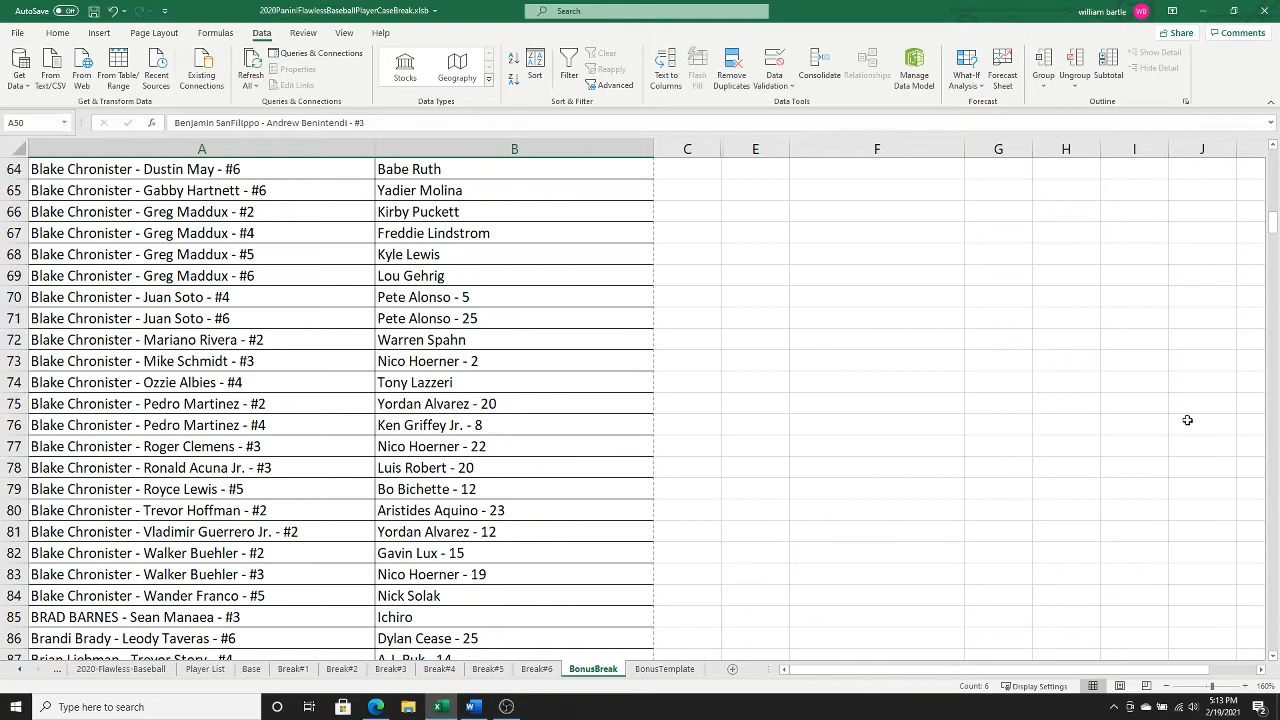 AutoSave Off
2020PaniniFlawlessBaseballPlayerCaseBreak.xlsb
Search
william bartle WB
File Home Insert Page Layout Formulas Data Review View Help Share Comments
Get Data
From Text/CSV
From Web
From Table/Range
Recent Sources
Existing Connections
Get & Transform Data
Refresh All
Queries & Connections
Properties
Edit Links
Queries & Connections
Stocks Geography
Data Types
Sort
Filter
Clear
Reapply
Advanced
Sort & Filter
Text to Columns
Flash Fill
Remove Duplicates
Data Validation
Consolidate
Relationships
Manage Data Model
Data Tools
What-If Analysis
Forecast Sheet
Forecast
Group
Ungroup
Subtotal
Show Detail
Hide Detail
Outline
A50 fx Benjamin SanFilippo - Andrew Benintendi - #3
A B C E F G H I J
64 Blake Chronister - Dustin May - #6 Babe Ruth
65 Blake Chronister - Gabby Hartnett - #6 Yadier Molina
66 Blake Chronister - Greg Maddux - #2 Kirby Puckett
67 Blake Chronister - Greg Maddux - #4 Freddie Lindstrom
68 Blake Chronister - Greg Maddux - #5 Kyle Lewis
69 Blake Chronister - Greg Maddux - #6 Lou Gehrig
70 Blake Chronister - Juan Soto - #4 Pete Alonso - 5
71 Blake Chronister - Juan Soto - #6 Pete Alonso - 25
72 Blake Chronister - Mariano Rivera - #2 Warren Spahn
73 Blake Chronister - Mike Schmidt - #3 Nico Hoerner - 2
74 Blake Chronister - Ozzie Albies - #4 Tony Lazzeri
75 Blake Chronister - Pedro Martinez - #2 Yordan Alvarez - 20
76 Blake Chronister - Pedro Martinez - #4 Ken Griffey Jr. - 8
77 Blake Chronister - Roger Clemens - #3 Nico Hoerner - 22
78 Blake Chronister - Ronald Acuna Jr. - #3 Luis Robert - 20
79 Blake Chronister - Royce Lewis - #5 Bo Bichette - 12
80 Blake Chronister - Trevor Hoffman - #2 Aristides Aquino - 23
81 Blake Chronister - Vladimir Guerrero Jr. - #2 Yordan Alvarez - 12
82 Blake Chronister - Walker Buehler - #2 Gavin Lux - 15
83 Blake Chronister - Walker Buehler - #3 Nico Hoerner - 19
84 Blake Chronister - Wander Franco - #5 Nick Solak
85 BRAD BARNES - Sean Manaea - #3 Ichiro
86 Brandi Brady - Leody Taveras - #6 Dylan Cease - 25
87 Brian Liebman - Trevor Story - #4 A.J. Puk - 14
... 2020-Flawless-Baseball Player List Base Break#1 Break#2 Break#3 Break#4 Break#5 Break#6 BonusBreak BonusTemplate
Count: 6 Display Settings 160%
Type here to search
5:13 PM
2/19/2021
2